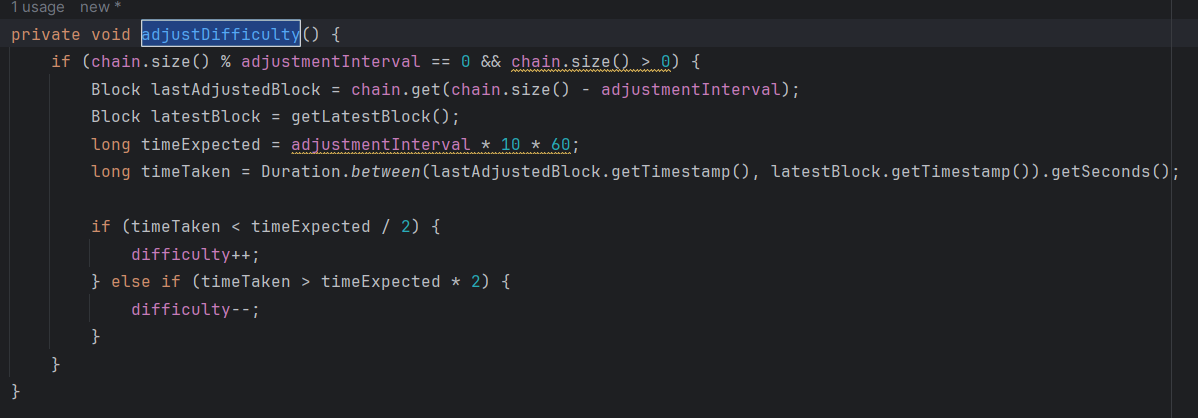 1 usage new *
private void adjustDifficulty() {
    if (chain.size() % adjustmentInterval == 0 && chain.size() > 0) {
        Block lastAdjustedBlock = chain.get(chain.size() - adjustmentInterval);
        Block latestBlock = getLatestBlock();
        long timeExpected = adjustmentInterval * 10 * 60;
        long timeTaken = Duration.between(lastAdjustedBlock.getTimestamp(), latestBlock.getTimestamp()).getSeconds();

        if (timeTaken < timeExpected / 2) {
            difficulty++;
        } else if (timeTaken > timeExpected * 2) {
            difficulty--;
        }
    }
}